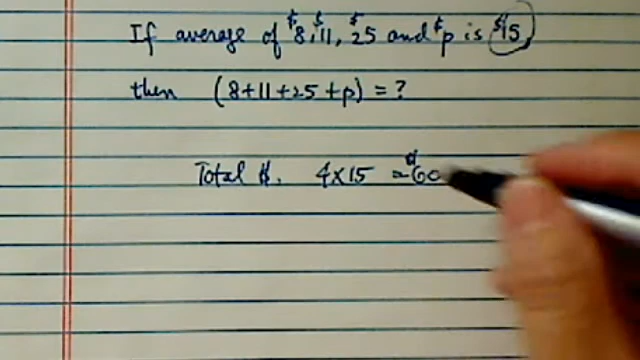 If average of $8, $11, $25 and $p is $15
then (8+11+25+p) = ?
Total $. 4×15 = $60